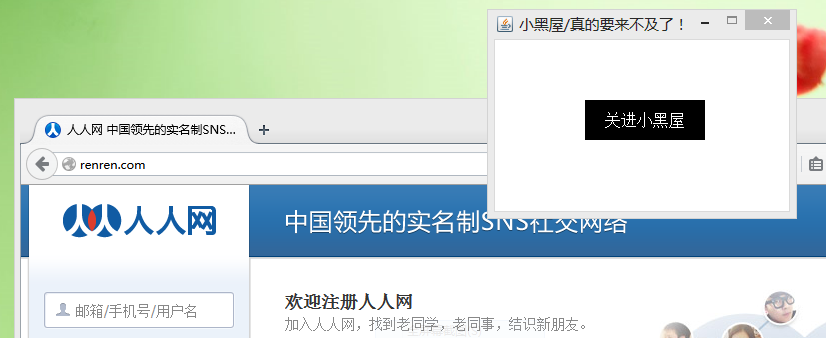 小黑屋/真的要来不及了！
关进小黑屋
人人网 中国领先的实名制SNS...
renren.com
人人网
中国领先的实名制SNS社交网络
邮箱/手机号/用户名
欢迎注册人人网
加入人人网，找到老同学，老同事，结识新朋友。